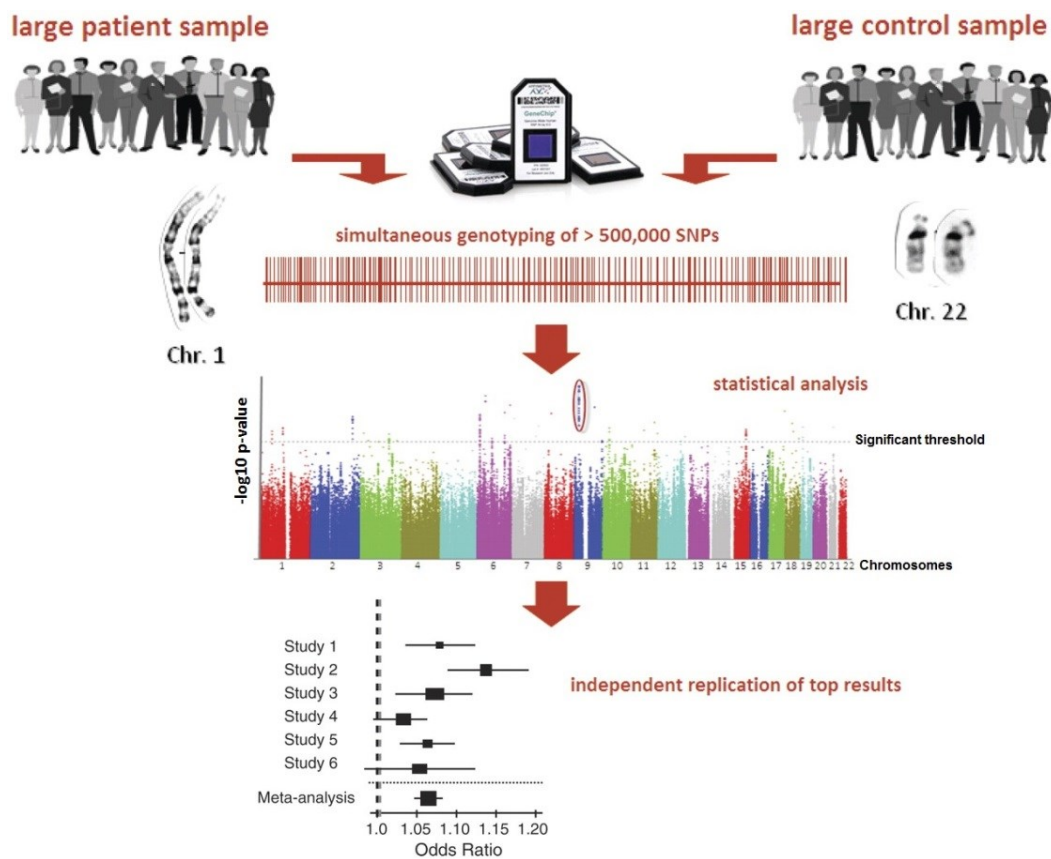 large patient sample
large control sample
GeneChip®
simultaneous genotyping of > 500,000 SNPs
Chr. 1
Chr. 22
statistical analysis
-log10 p-value
Significant threshold
1 2 3 4 5 6 7 8 9 10 11 12 13 14 15 16 17 18 19 20 21 22
Chromosomes
Study 1
Study 2
Study 3
Study 4
Study 5
Study 6
Meta-analysis
independent replication of top results
1.0 1.05 1.10 1.15 1.20
Odds Ratio